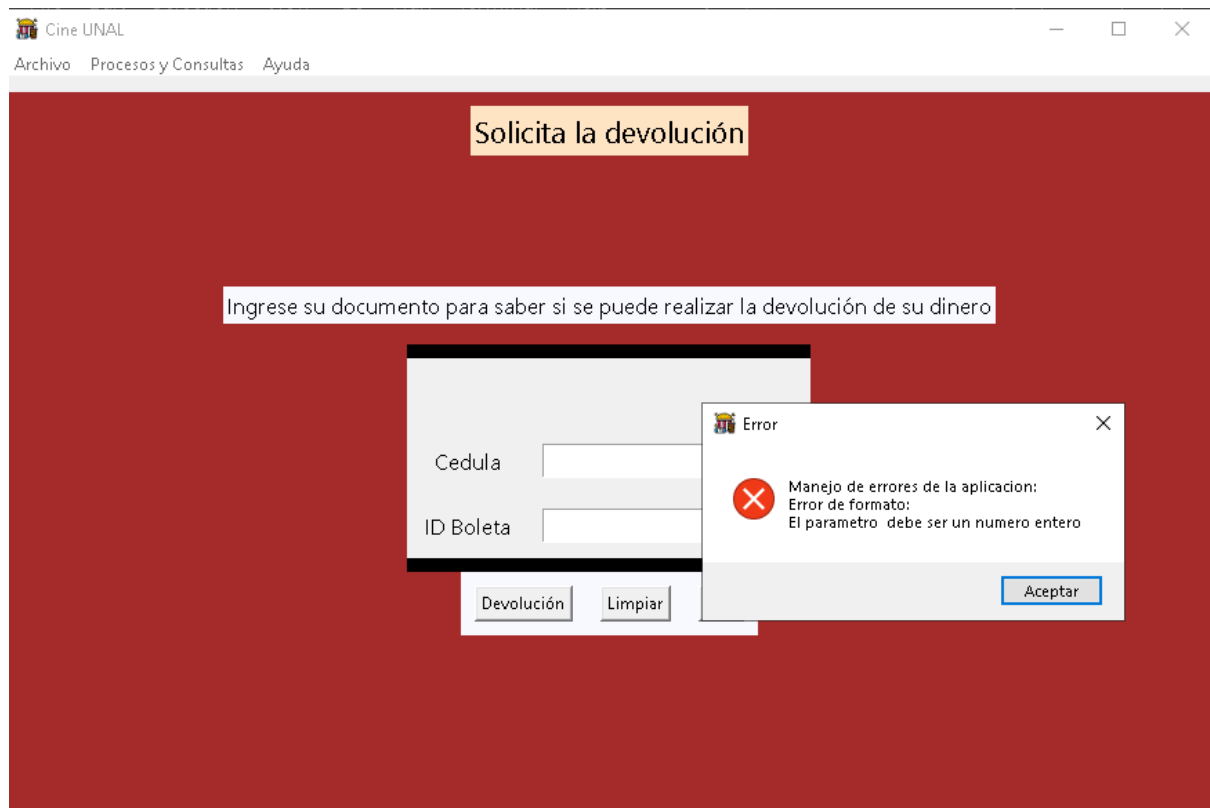 Cine UNAL
Archivo Procesos y Consultas Ayuda
Solicita la devolución
Ingrese su documento para saber si se puede realizar la devolución de su dinero
Error
Cedula
Manejo de errores de la aplicacion:
Error de formato:
El parametro  debe ser un numero entero
ID Boleta
Devolución Limpiar
Aceptar